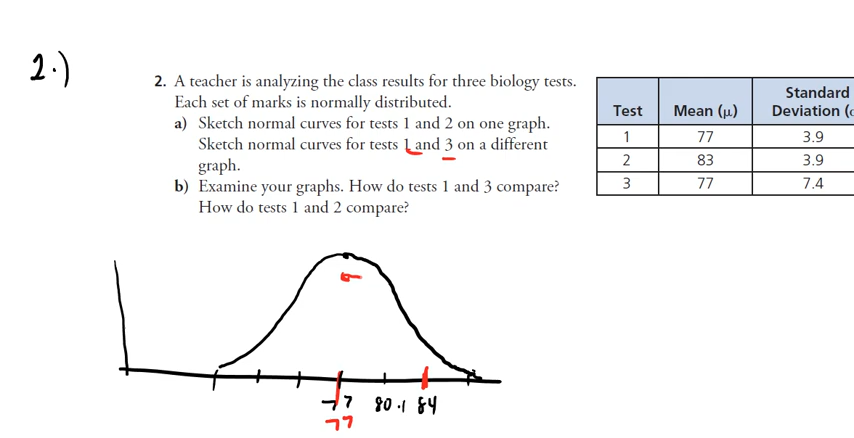 2.)
2. A teacher is analyzing the class results for three biology tests.
Each set of marks is normally distributed.
a) Sketch normal curves for tests 1 and 2 on one graph.
Sketch normal curves for tests 1 and 3 on a different
graph.
b) Examine your graphs. How do tests 1 and 3 compare?
How do tests 1 and 2 compare?
Test Mean (μ) Standard Deviation (σ
1 77 3.9
2 83 3.9
3 77 7.4
77 80.1 84
77